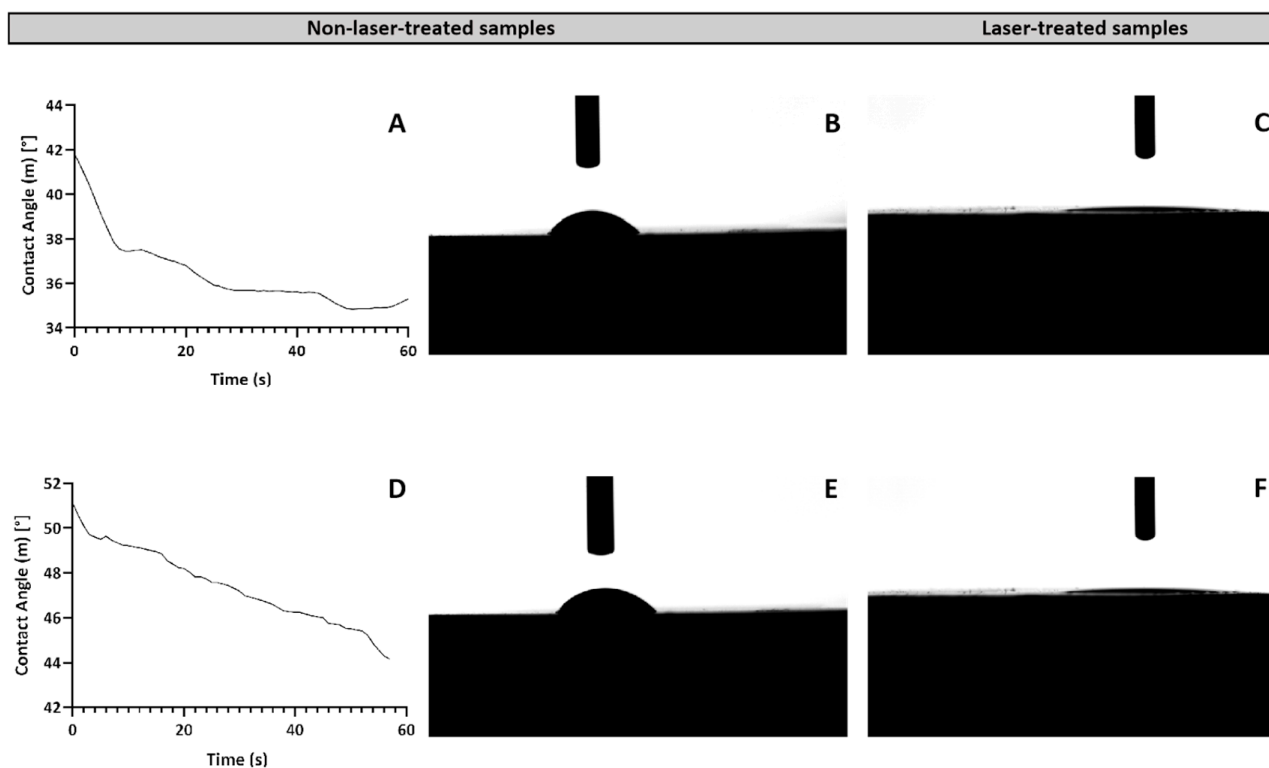 Non-laser-treated samples Laser-treated samples
A
B
C
44
42
40
38
36
34
Contact Angle (m) [°]
0 20 40 60
Time (s)
D
E
F
52
50
48
46
44
42
Contact Angle (m) [°]
0 20 40 60
Time (s)